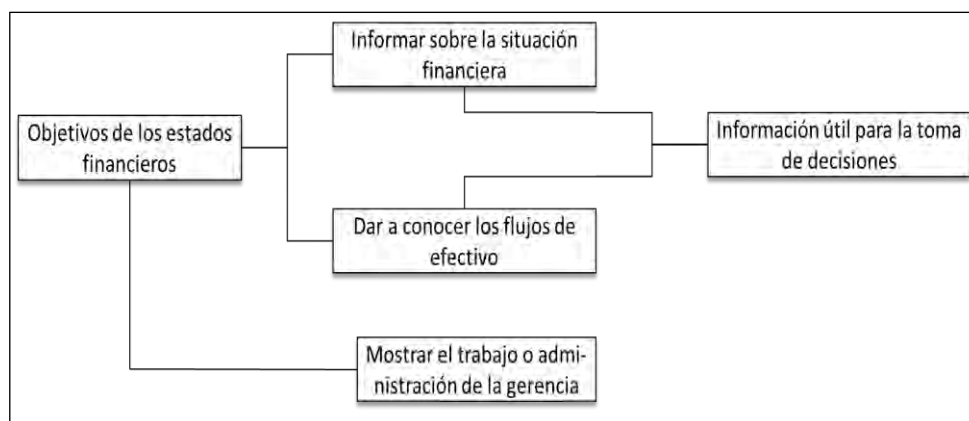 Informar sobre la situación
financiera
Objetivos de los estados
financieros
Información útil para la toma
de decisiones
Dar a conocer los flujos de
efectivo
Mostrar el trabajo o admi-
nistración de la gerencia